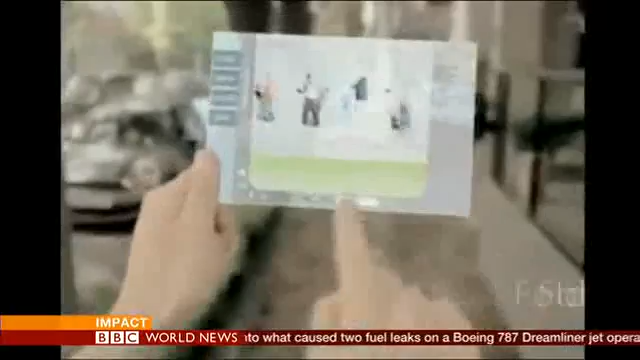 IMPACT
BBC WORLD NEWS nto what caused two fuel leaks on a Boeing 787 Dreamliner jet opera